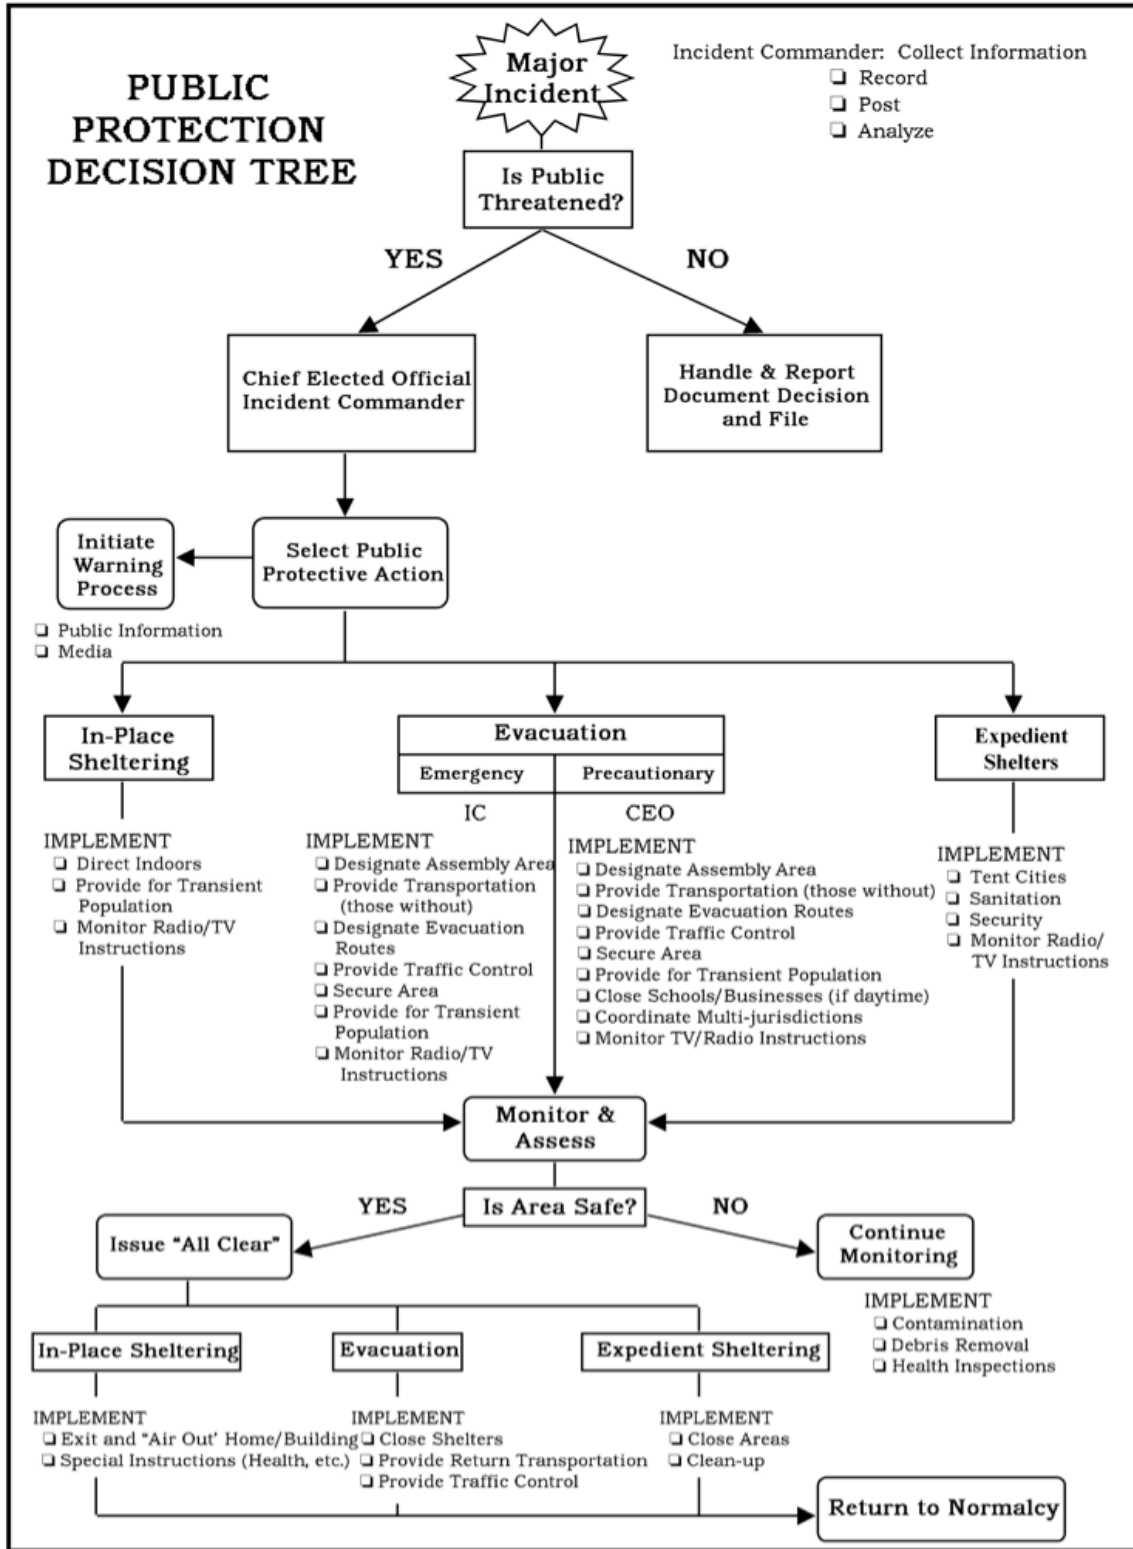 PUBLIC
PROTECTION
DECISION TREE
Major
Incident
Incident Commander: Collect Information
❏ Record
❏ Post
❏ Analyze
Is Public
Threatened?
YES
NO
Chief Elected Official
Incident Commander
Handle & Report
Document Decision
and File
Initiate
Warning
Process
Select Public
Protective Action
❏ Public Information
❏ Media
In-Place
Sheltering
Evacuation
Emergency
Precautionary
IC
CEO
Expedient
Shelters
IMPLEMENT
❏ Direct Indoors
❏ Provide for Transient
Population
❏ Monitor Radio/TV
Instructions
IMPLEMENT
❏ Designate Assembly Area
❏ Provide Transportation
(those without)
❏ Designate Evacuation
Routes
❏ Provide Traffic Control
❏ Secure Area
❏ Provide for Transient
Population
❏ Monitor Radio/TV
Instructions
IMPLEMENT
❏ Designate Assembly Area
❏ Provide Transportation (those without)
❏ Designate Evacuation Routes
❏ Provide Traffic Control
❏ Secure Area
❏ Provide for Transient Population
❏ Close Schools/Businesses (if daytime)
❏ Coordinate Multi-jurisdictions
❏ Monitor TV/Radio Instructions
IMPLEMENT
❏ Tent Cities
❏ Sanitation
❏ Security
❏ Monitor Radio/
TV Instructions
Monitor &
Assess
Is Area Safe?
YES
NO
Issue “All Clear”
Continue
Monitoring
IMPLEMENT
❏ Contamination
❏ Debris Removal
❏ Health Inspections
In-Place Sheltering
Evacuation
Expedient Sheltering
IMPLEMENT
❏ Exit and “Air Out’ Home/Building
❏ Special Instructions (Health, etc.)
IMPLEMENT
❏ Close Shelters
❏ Provide Return Transportation
❏ Provide Traffic Control
IMPLEMENT
❏ Close Areas
❏ Clean-up
Return to Normalcy